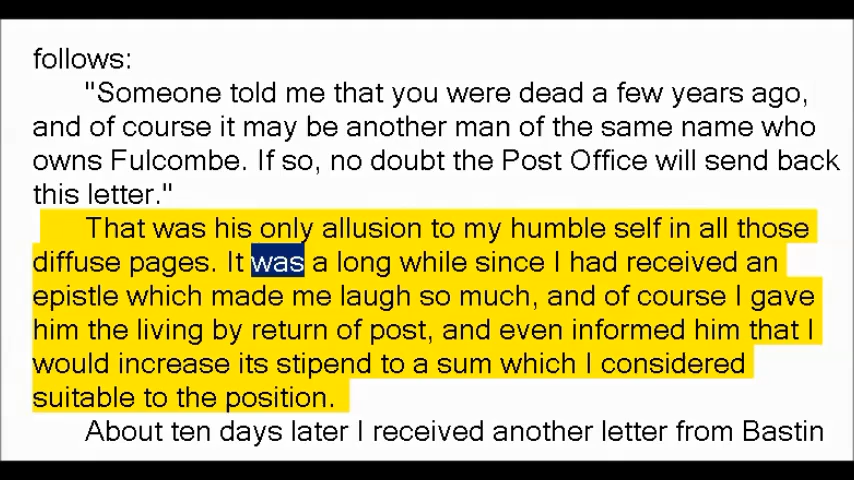 follows:
"Someone told me that you were dead a few years ago,
and of course it may be another man of the same name who
owns Fulcombe. If so, no doubt the Post Office will send back
this letter."
That was his only allusion to my humble self in all those
diffuse pages. It was a long while since I had received an
epistle which made me laugh so much, and of course I gave
him the living by return of post, and even informed him that I
would increase its stipend to a sum which I considered
suitable to the position.
About ten days later I received another letter from Bastin